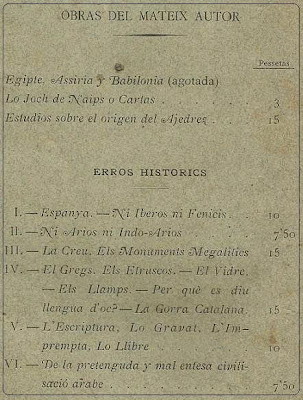 OBRAS DEL MATEIX AUTOR
Pessetas
Egipte, Assiria y Babilonia (agotada)
Lo Joch de Naips o Cartas . . . . 3
Estudios sobre el origen del Ajedrez . . . 15
ERROS HISTORICS
I. — Espanya. — Ni Iberos ni Fenicis . . 10
II. — Ni Arios ni Indo-Arios . . . 7'50
III. — La Creu. Els Monuments Megalitics 15
IV. — El Gregs. Els Etruscos. — El Vidre.
— Els Llamps. — Per què es diu
llengua d'oc? — La Gorra Catalana. 15
V. — L'Escriptura, Lo Gravat, L'Im-
prempta, Lo Llibre . . . . 10
VI. — De la pretenguda y mal entesa civili-
sació arabe . . . . . 7'50